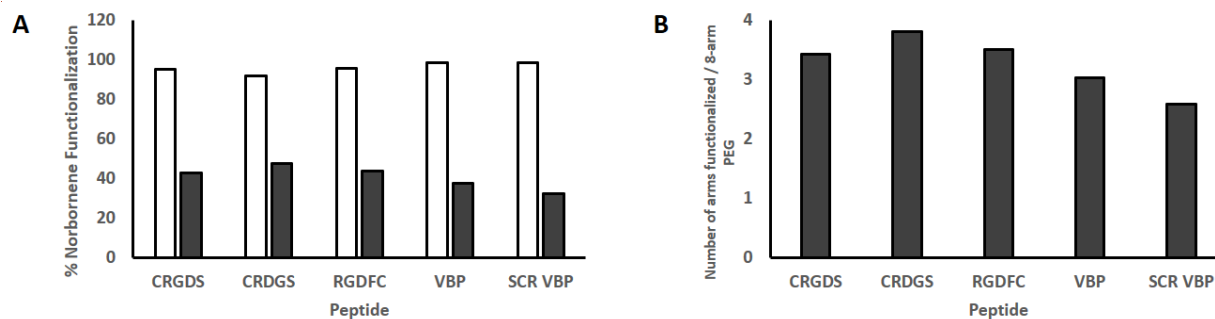 A
% Norbornene Functionalization
120
100
80
60
40
20
0
CRGDS
CRDGS
RGDFC
VBP
SCR VBP
Peptide
B
Number of arms functionalized / 8-arm
PEG
4
3
2
1
0
CRGDS
CRDGS
RGDFC
VBP
SCR VBP
Peptide